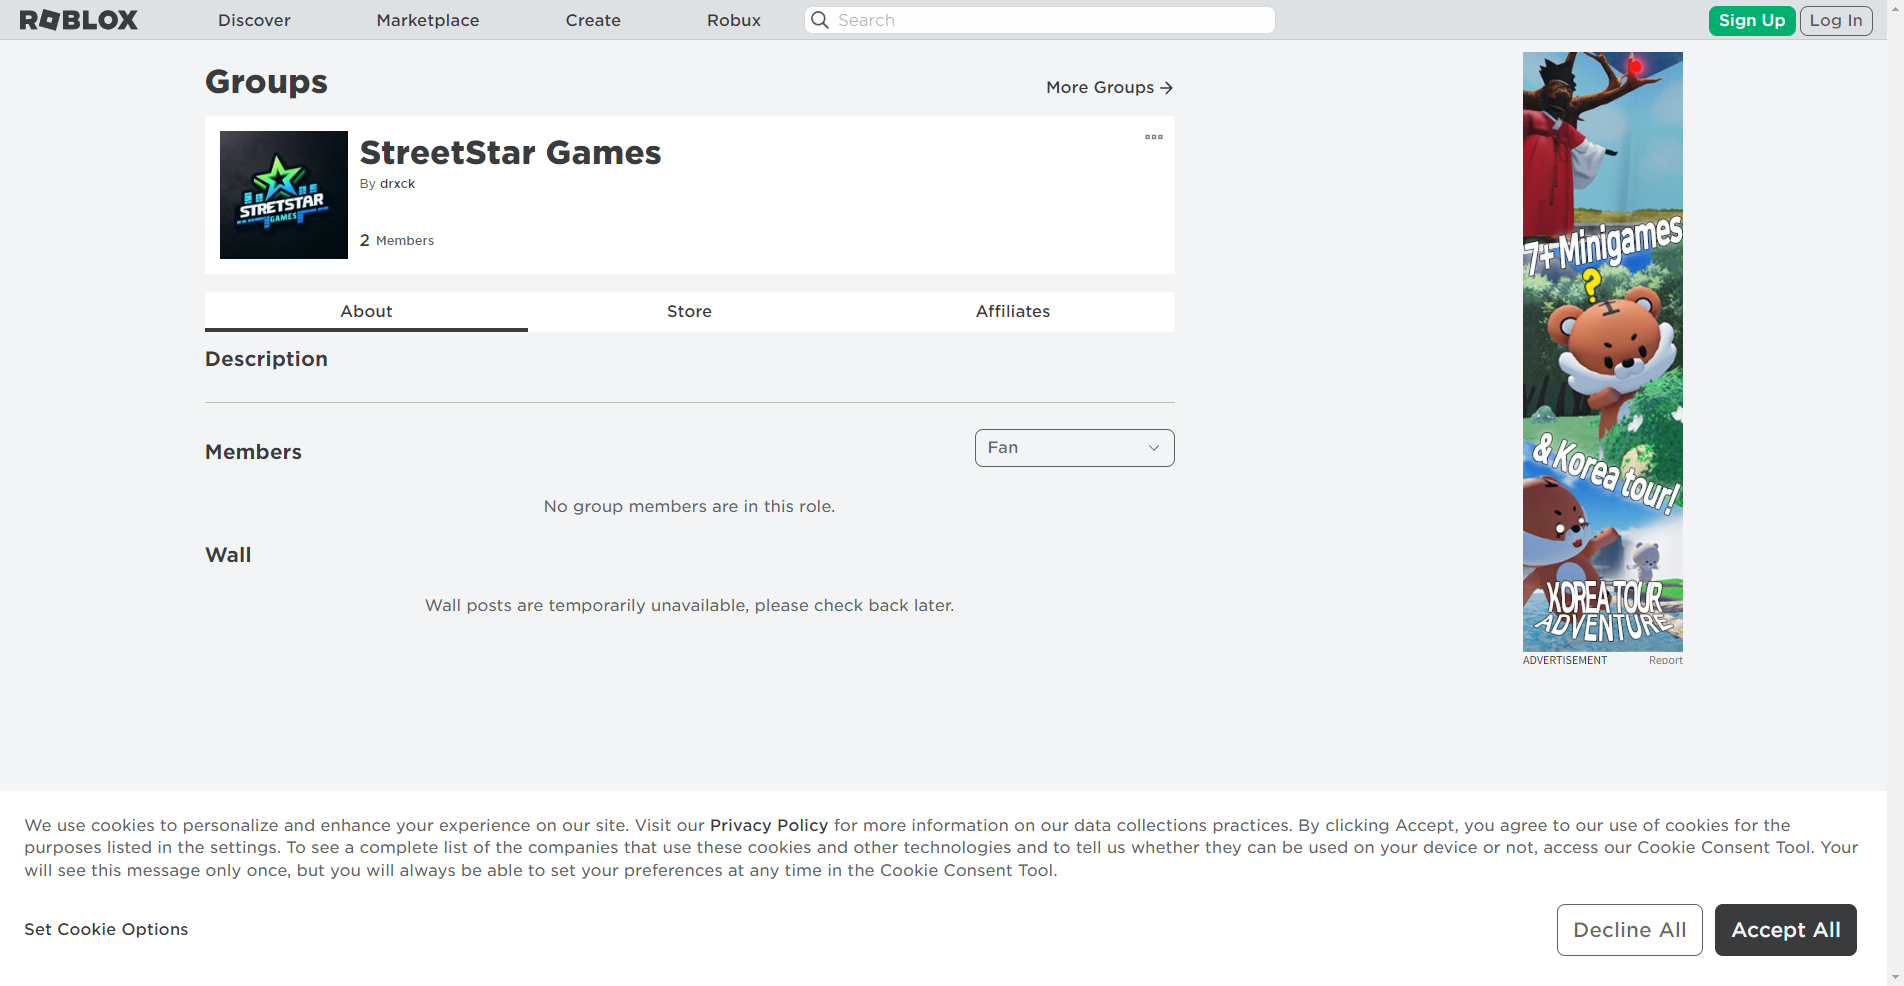 ROBLOX
Discover
Marketplace
Create
Robux
Search
Sign Up
Log In
Groups
More Groups
StreetStar Games
By drxck
2 Members
STRETSTAR
GAMES
About
Store
Affiliates
Description
Members
Fan
No group members are in this role.
Wall
Wall posts are temporarily unavailable, please check back later.
7+ Minigames
?
& Korea tour!
KOREA TOUR
ADVENTURE
ADVERTISEMENT
Report
We use cookies to personalize and enhance your experience on our site. Visit our Privacy Policy for more information on our data collections practices. By clicking Accept, you agree to our use of cookies for the
purposes listed in the settings. To see a complete list of the companies that use these cookies and other technologies and to tell us whether they can be used on your device or not, access our Cookie Consent Tool. Your
will see this message only once, but you will always be able to set your preferences at any time in the Cookie Consent Tool.
Set Cookie Options
Decline All
Accept All